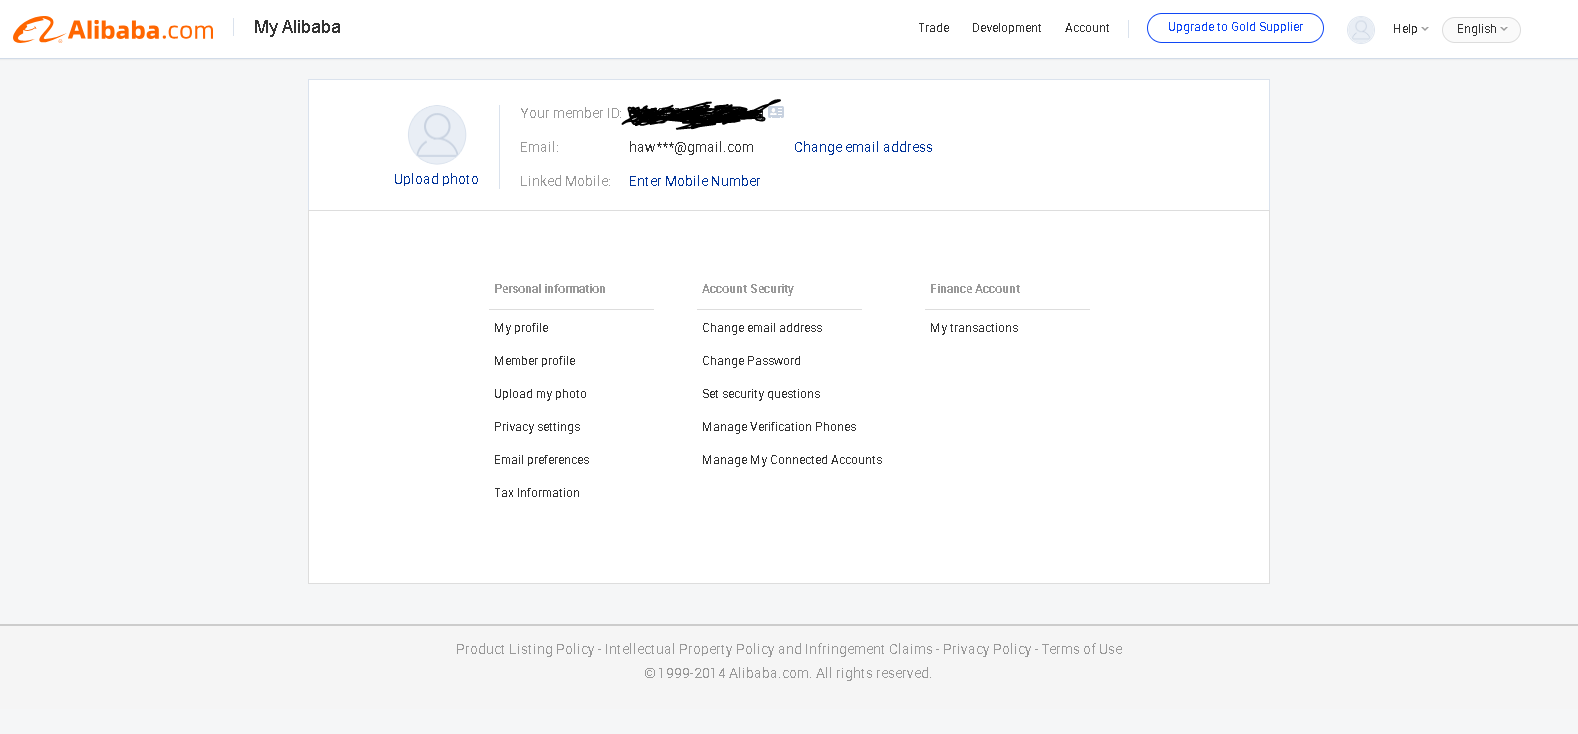 Alibaba.com
My Alibaba
Trade Development Account Upgrade to Gold Supplier Help English
Your member ID:
Email: haw***@gmail.com Change email address
Upload photo
Linked Mobile: Enter Mobile Number
Personal information
My profile
Member profile
Upload my photo
Privacy settings
Email preferences
Tax Information
Account Security
Change email address
Change Password
Set security questions
Manage Verification Phones
Manage My Connected Accounts
Finance Account
My transactions
Product Listing Policy - Intellectual Property Policy and Infringement Claims - Privacy Policy - Terms of Use
© 1999-2014 Alibaba.com. All rights reserved.